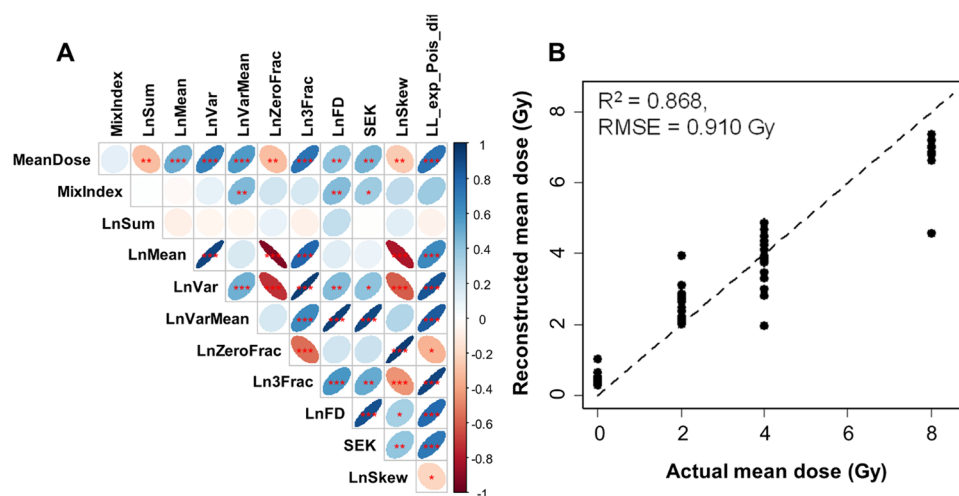 A
B
MixIndex
LnSum
LnMean
LnVar
LnVarMean
LnZeroFrac
Ln3Frac
LnFD
SEK
LnSkew
LL_exp_Pois_dif
MeanDose ** *** *** *** ** *** ** ** ** ***
MixIndex ** ** *
LnSum
LnMean *** *** *** *** ***
LnVar *** *** *** ** * *** ***
LnVarMean *** *** *** ***
LnZeroFrac *** *** *
Ln3Frac *** ** *** ***
LnFD *** * ***
SEK ** ***
LnSkew *
1
0.8
0.6
0.4
0.2
0
-0.2
-0.4
-0.6
-0.8
-1
R² = 0.868,
RMSE = 0.910 Gy
Reconstructed mean dose (Gy)
8
6
4
2
0
0 2 4 6 8
Actual mean dose (Gy)